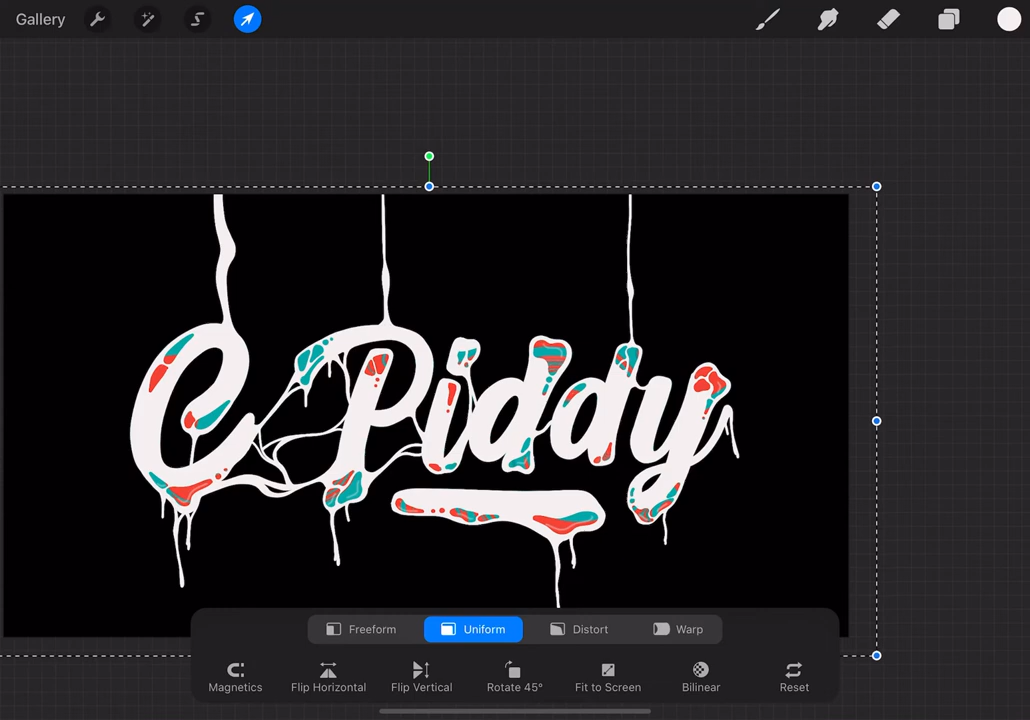 Gallery
C Piddy
Freeform Uniform Distort Warp
Magnetics Flip Horizontal Flip Vertical Rotate 45° Fit to Screen Bilinear Reset